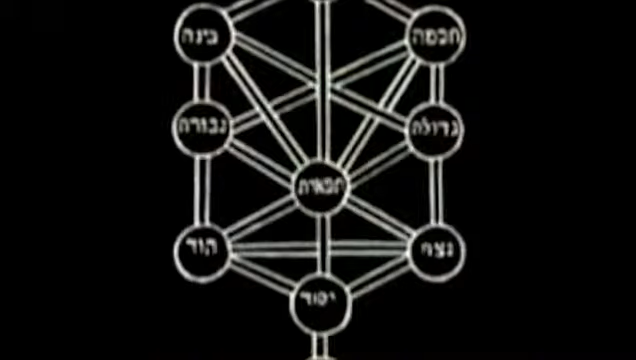 חכמה
בינה
גדולה
גבורה
תפארת
נצח
הוד
יסוד